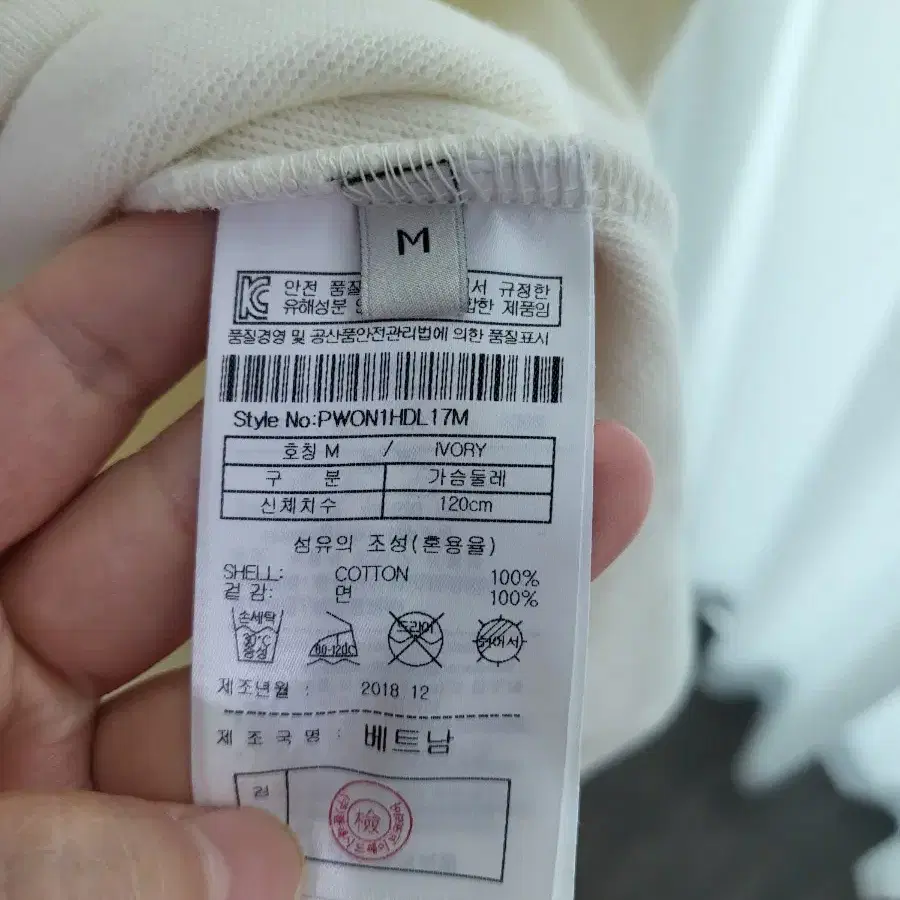 M
안전 품질 서 규정한
유해성분 합한 제품임
품질경영 및 공산품안전관리법에 의한 품질표시
Style No:PWON1HDL17M
호칭 M / IVORY
구 분 가슴둘레
신체치수 120cm
섬유의 조성(혼용율)
SHELL: COTTON 100%
겉 감: 면 100%
손세탁
30°C
중성
80-120C
드라이
제조년월 : 2018 12
제 조 국 명 : 베트남
檢